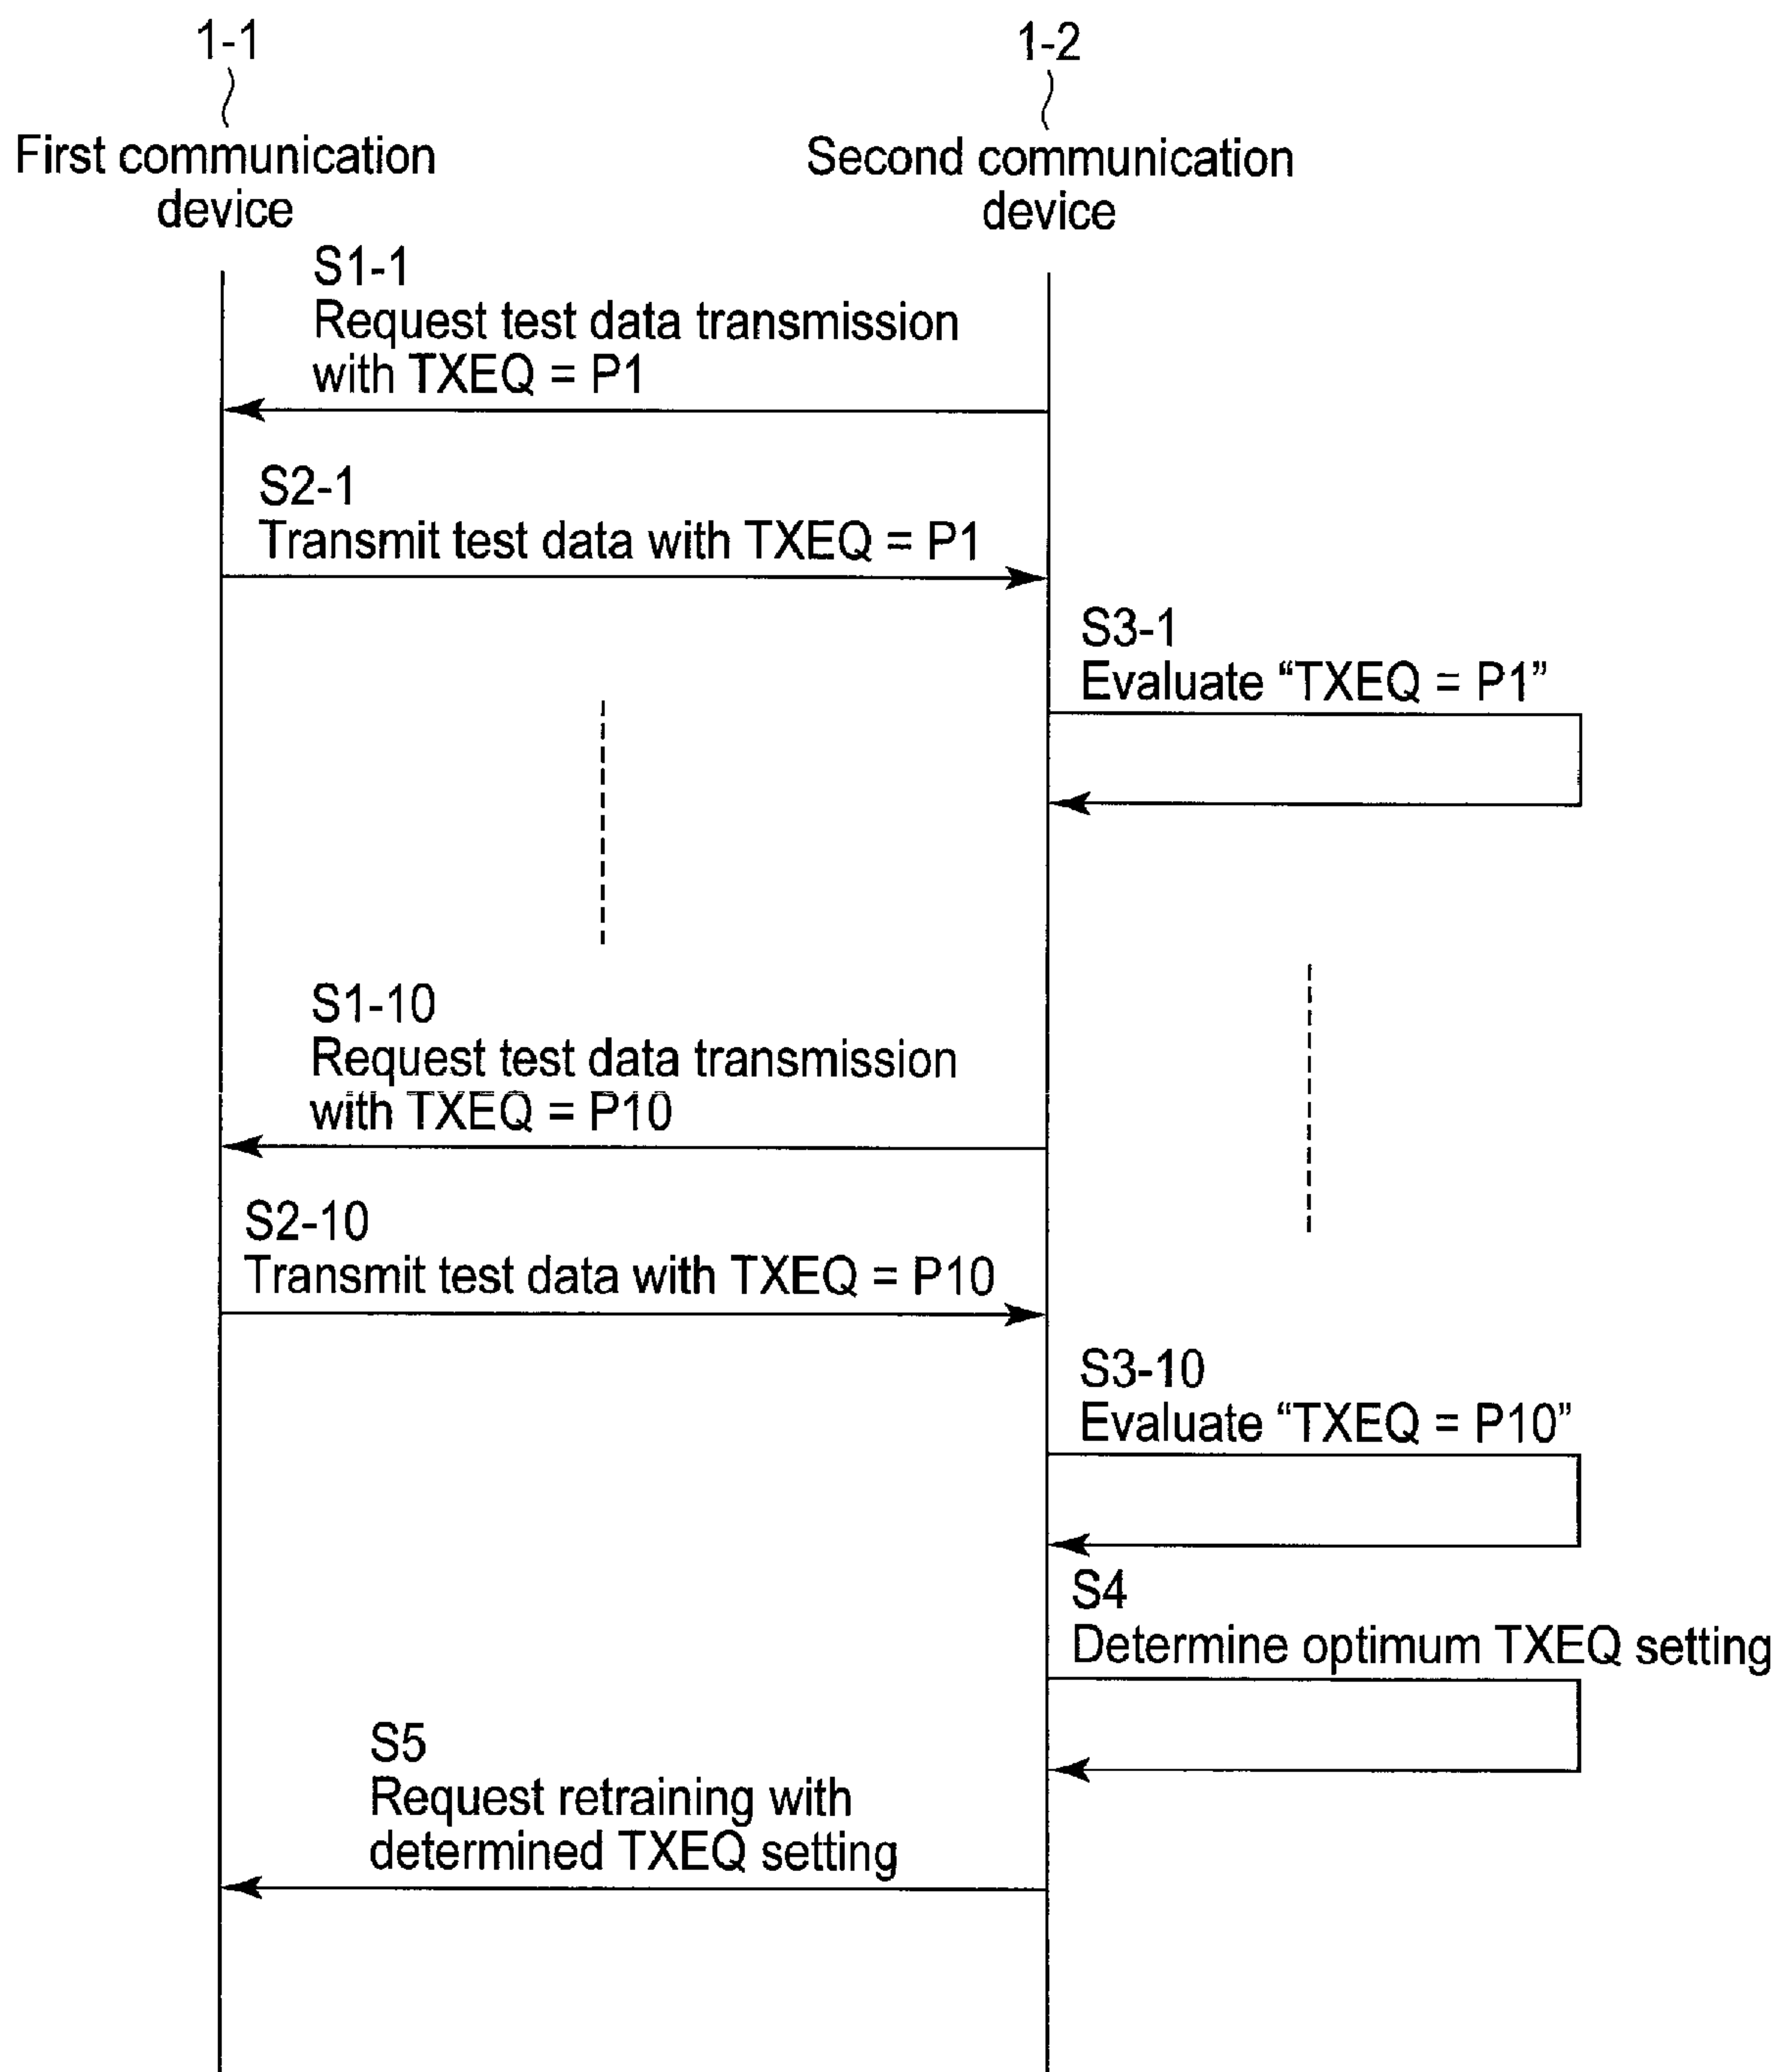 1-1
1-2
First communication
device
Second communication
device
S1-1
Request test data transmission
with TXEQ = P1
S2-1
Transmit test data with TXEQ = P1
S3-1
Evaluate “TXEQ = P1”
S1-10
Request test data transmission
with TXEQ = P10
S2-10
Transmit test data with TXEQ = P10
S3-10
Evaluate “TXEQ = P10”
S4
Determine optimum TXEQ setting
S5
Request retraining with
determined TXEQ setting